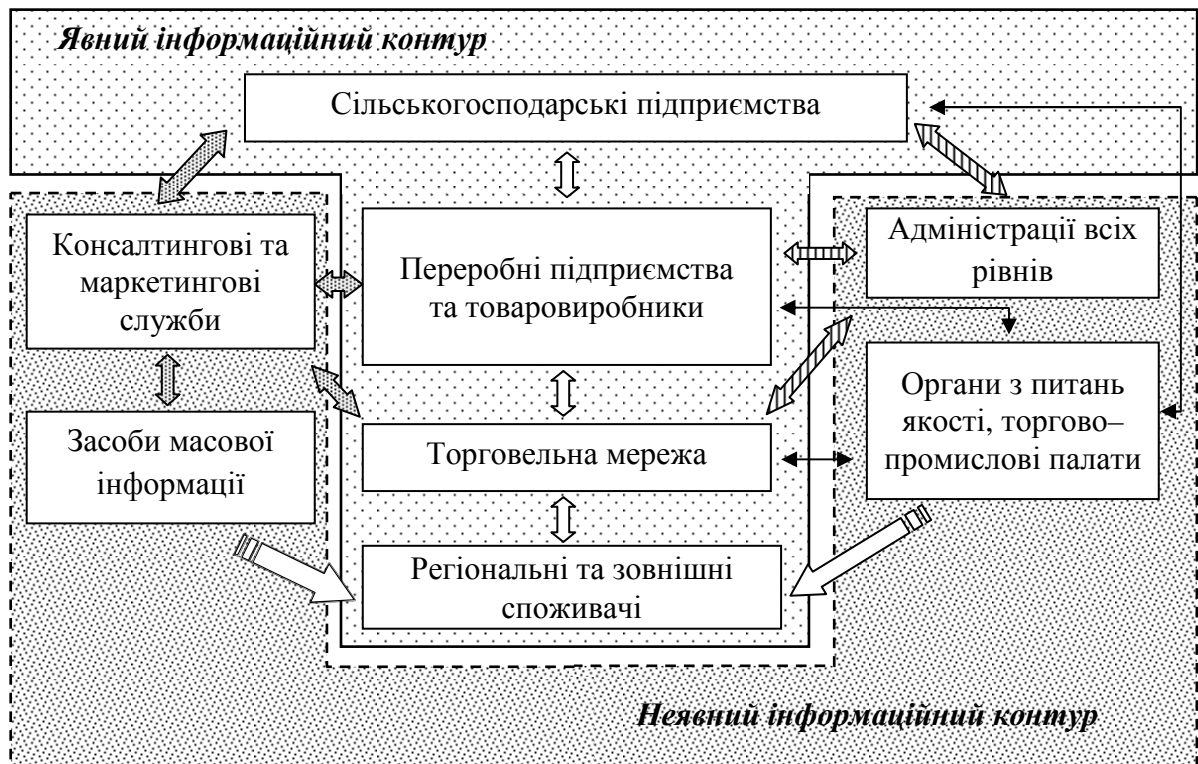 Явний інформаційний контур
Сільськогосподарські підприємства
Консалтингові та
маркетингові
служби
Переробні підприємства
та товаровиробники
Адміністрації всіх
рівнів
Засоби масової
інформації
Торговельна мережа
Органи з питань
якості, торгово–
промислові палати
Регіональні та зовнішні
споживачі
Неявний інформаційний контур